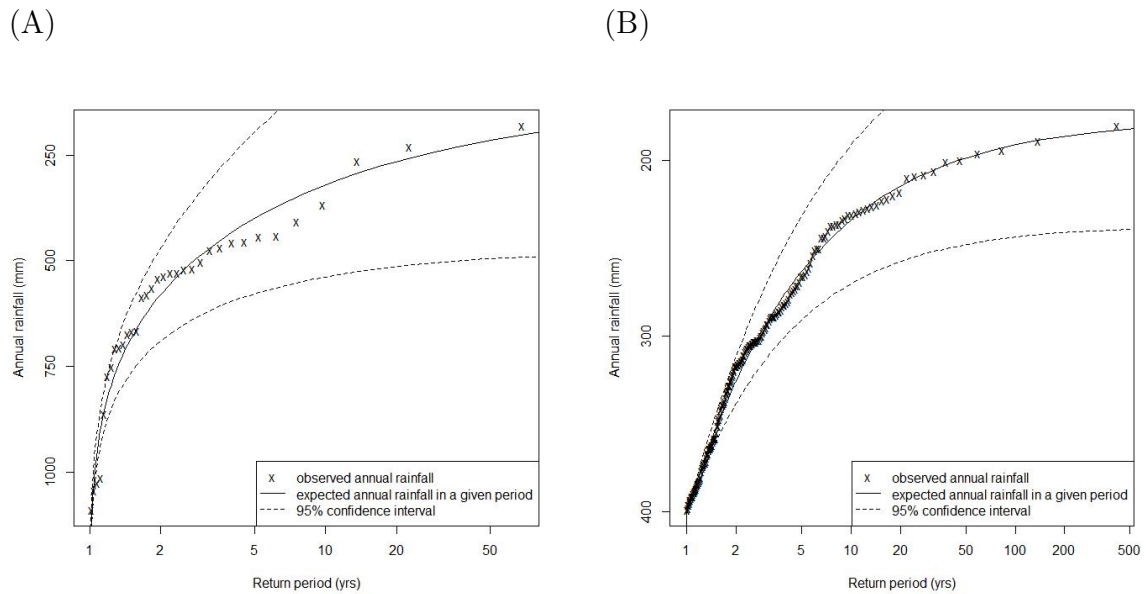 (A)
(B)
Annual rainfall (mm)
250
500
750
1000
x observed annual rainfall
expected annual rainfall in a given period
95% confidence interval
1 2 5 10 20 50
Return period (yrs)
Annual rainfall (mm)
200
300
400
x observed annual rainfall
expected annual rainfall in a given period
95% confidence interval
1 2 5 10 20 50 100 200 500
Return period (yrs)